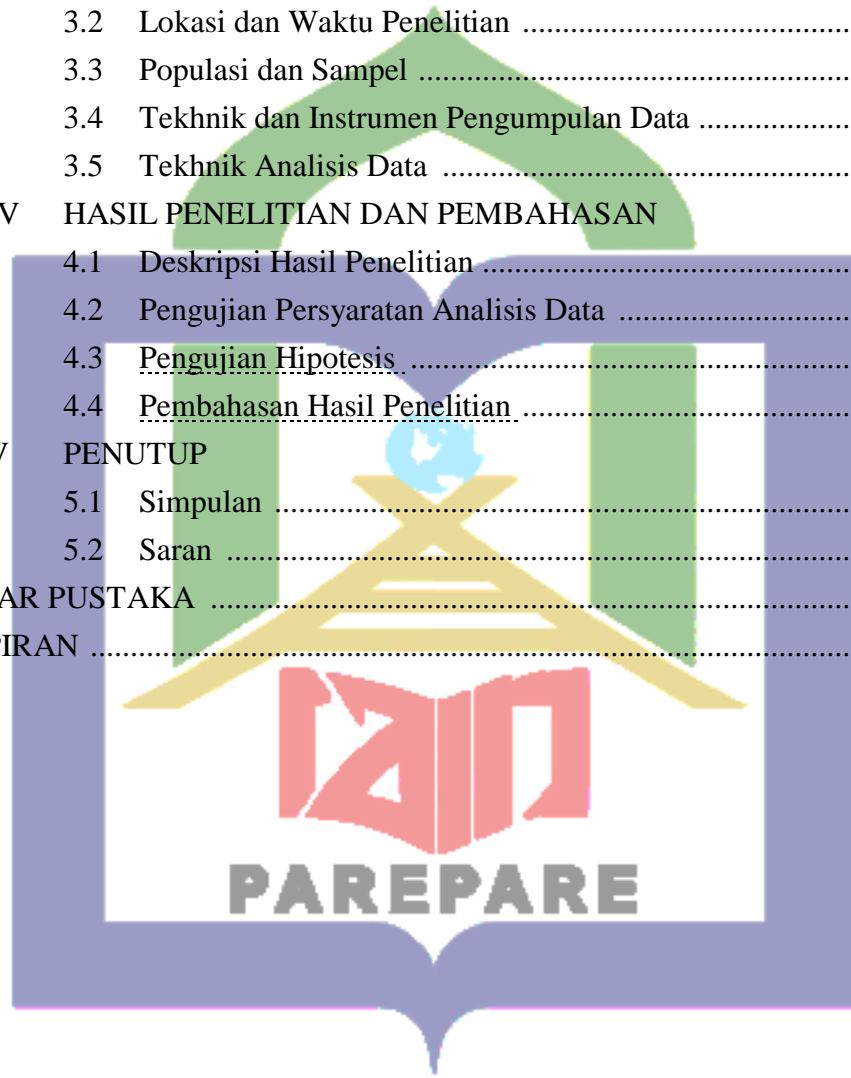 3.2 Lokasi dan Waktu Penelitian ..........................................
3.3 Populasi dan Sampel ........................................................
3.4 Tekhnik dan Instrumen Pengumpulan Data ...................
3.5 Tekhnik Analisis Data .....................................................
V HASIL PENELITIAN DAN PEMBAHASAN
4.1 Deskripsi Hasil Penelitian ................................................
4.2 Pengujian Persyaratan Analisis Data ..............................
4.3 Pengujian Hipotesis .........................................................
4.4 Pembahasan Hasil Penelitian ..........................................
V PENUTUP
5.1 Simpulan ..........................................................................
5.2 Saran ................................................................................
AR PUSTAKA ..................................................................................
PIRAN .................................................................................................
iain
PAREPARE